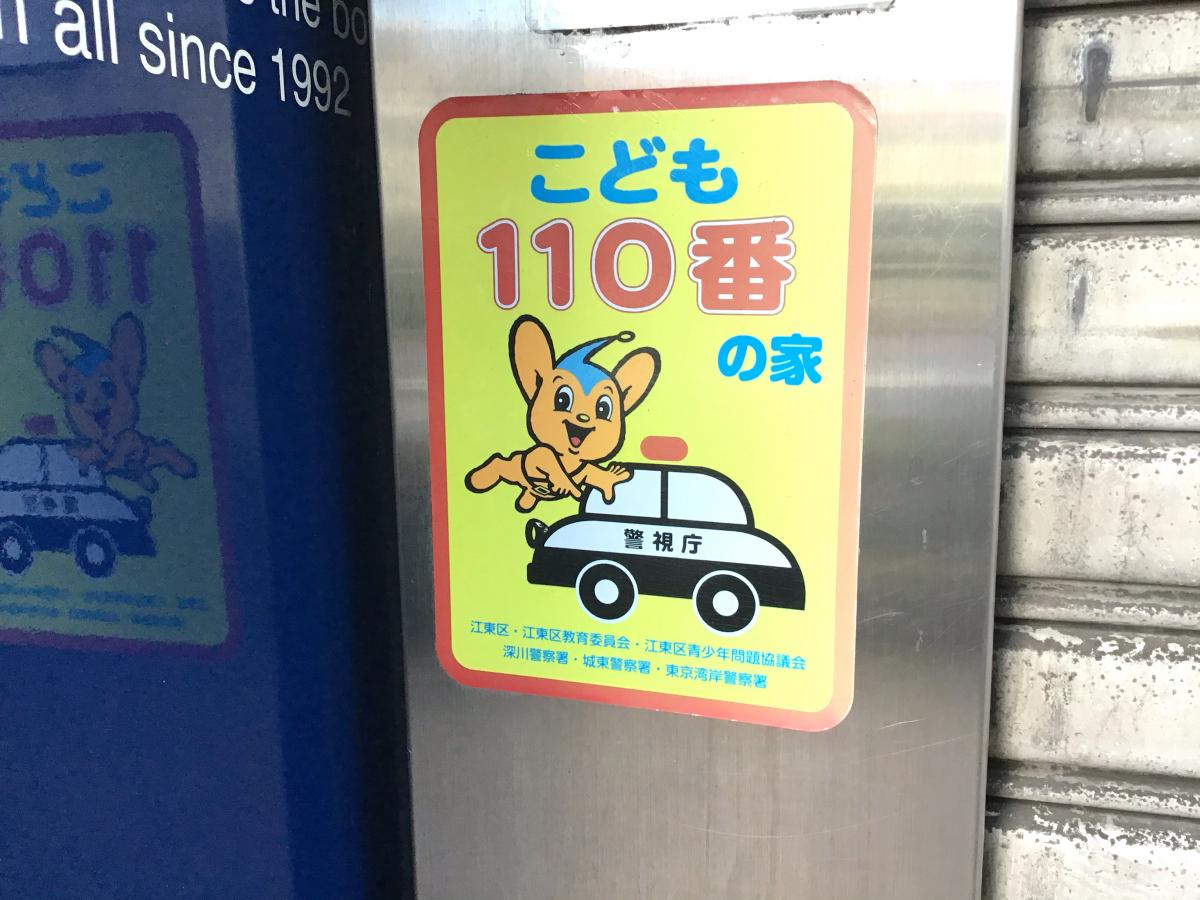 the bo
all since 1992
こども
110番
の家
警視庁
江東区・江東区教育委員会・江東区青少年問題協議会
深川警察署・城東警察署・東京湾岸警察署